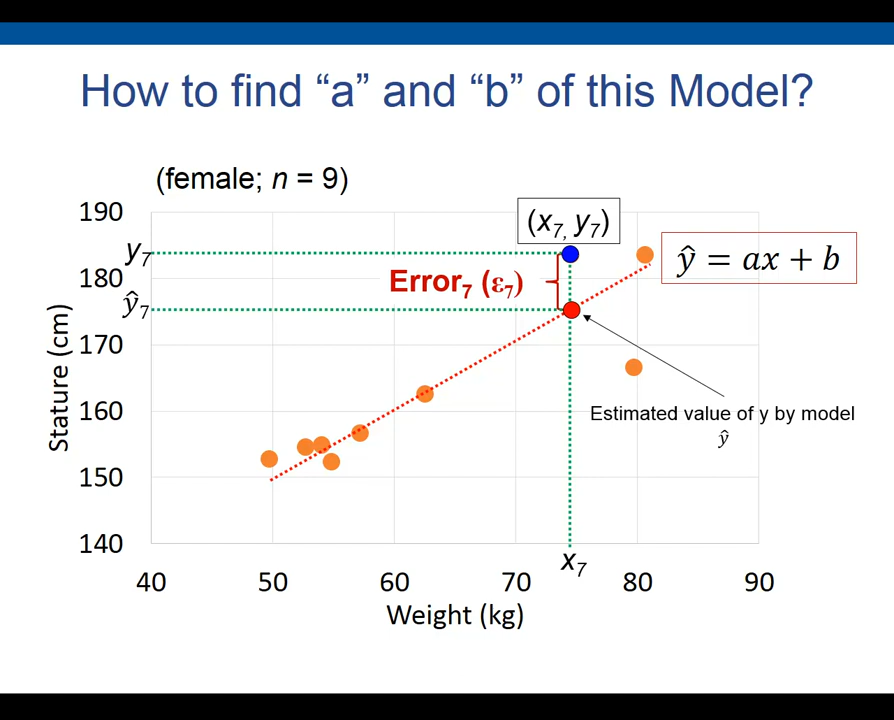 How to find “a” and “b” of this Model?
(female; n = 9)
190
180
170
160
150
140
y₇
ŷ₇
Stature (cm)
(x₇, y₇)
Error₇ (ε₇)
ŷ = ax + b
Estimated value of y by model
ŷ
x₇
40 50 60 70 80 90
Weight (kg)